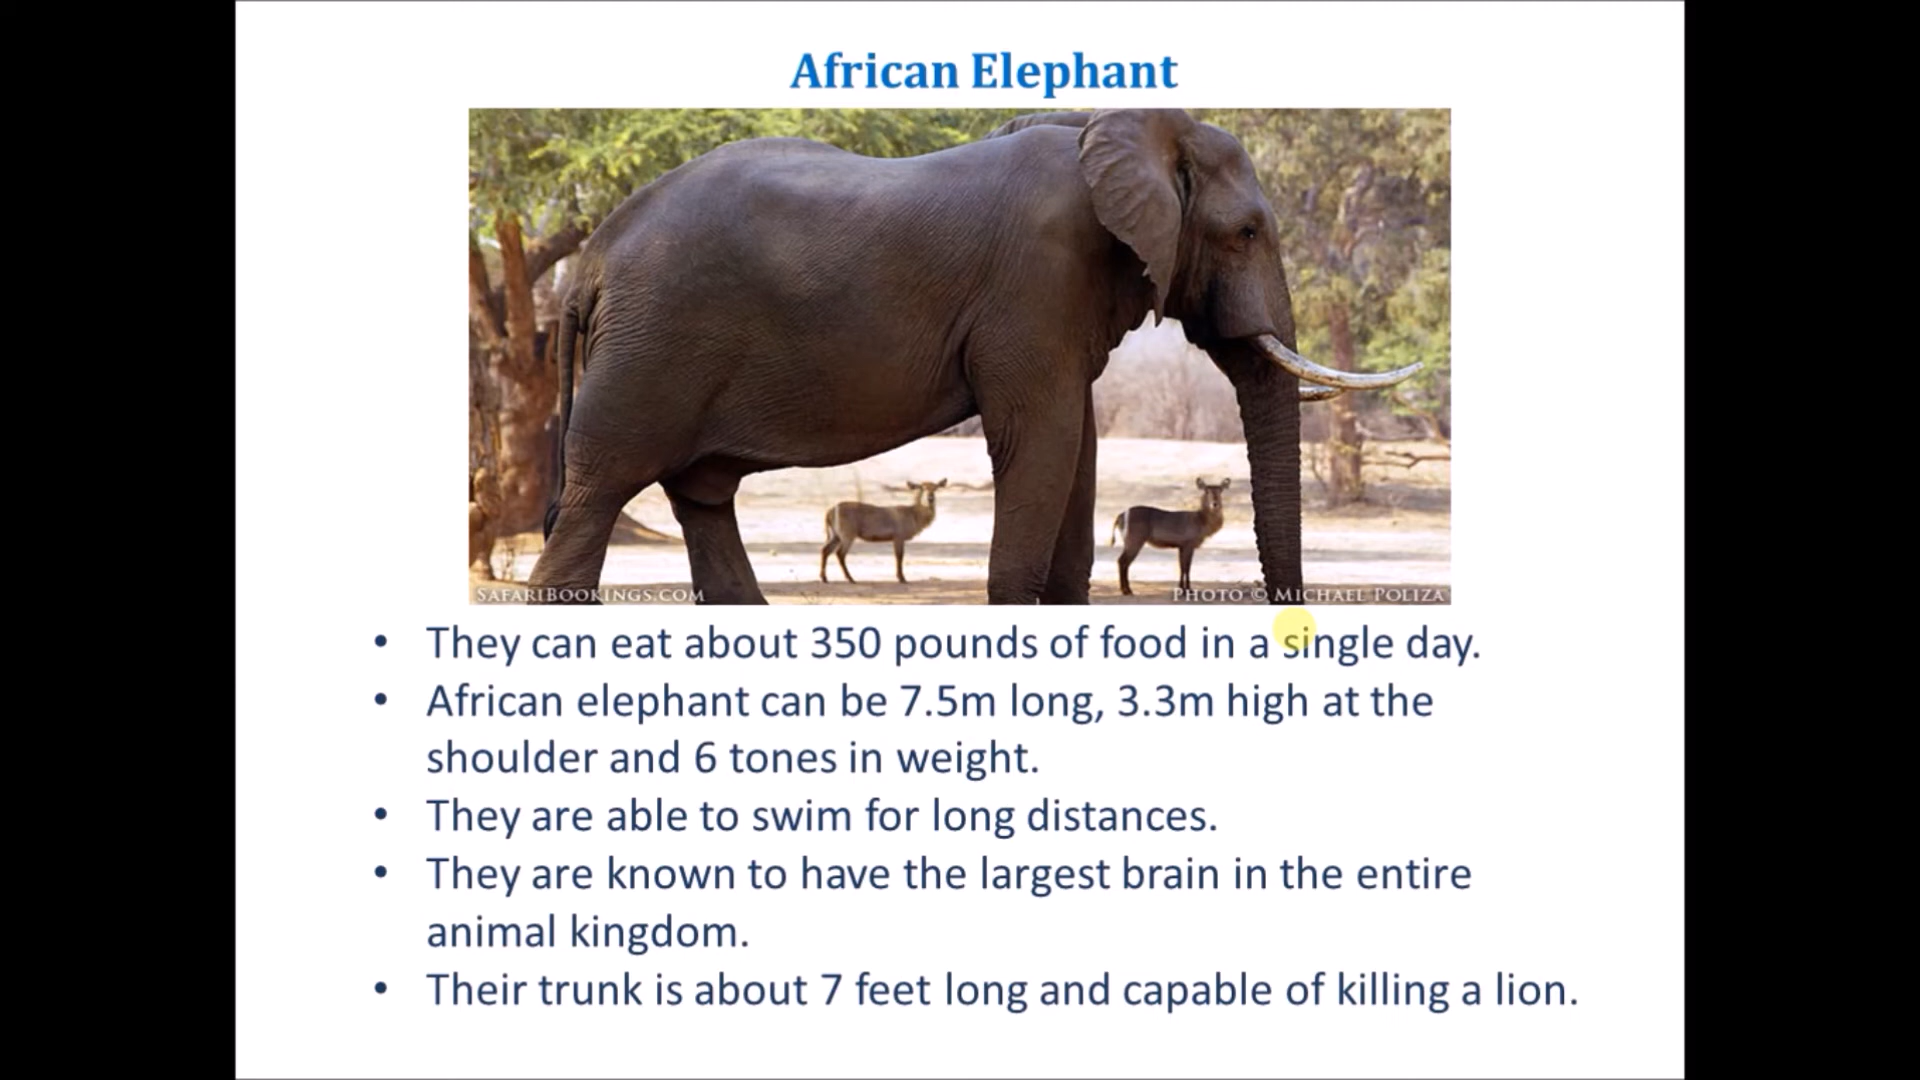 African Elephant
SAFARIBOOKINGS.COM
PHOTO © MICHAEL POLIZA
• They can eat about 350 pounds of food in a single day.
• African elephant can be 7.5m long, 3.3m high at the
shoulder and 6 tones in weight.
• They are able to swim for long distances.
• They are known to have the largest brain in the entire
animal kingdom.
• Their trunk is about 7 feet long and capable of killing a lion.